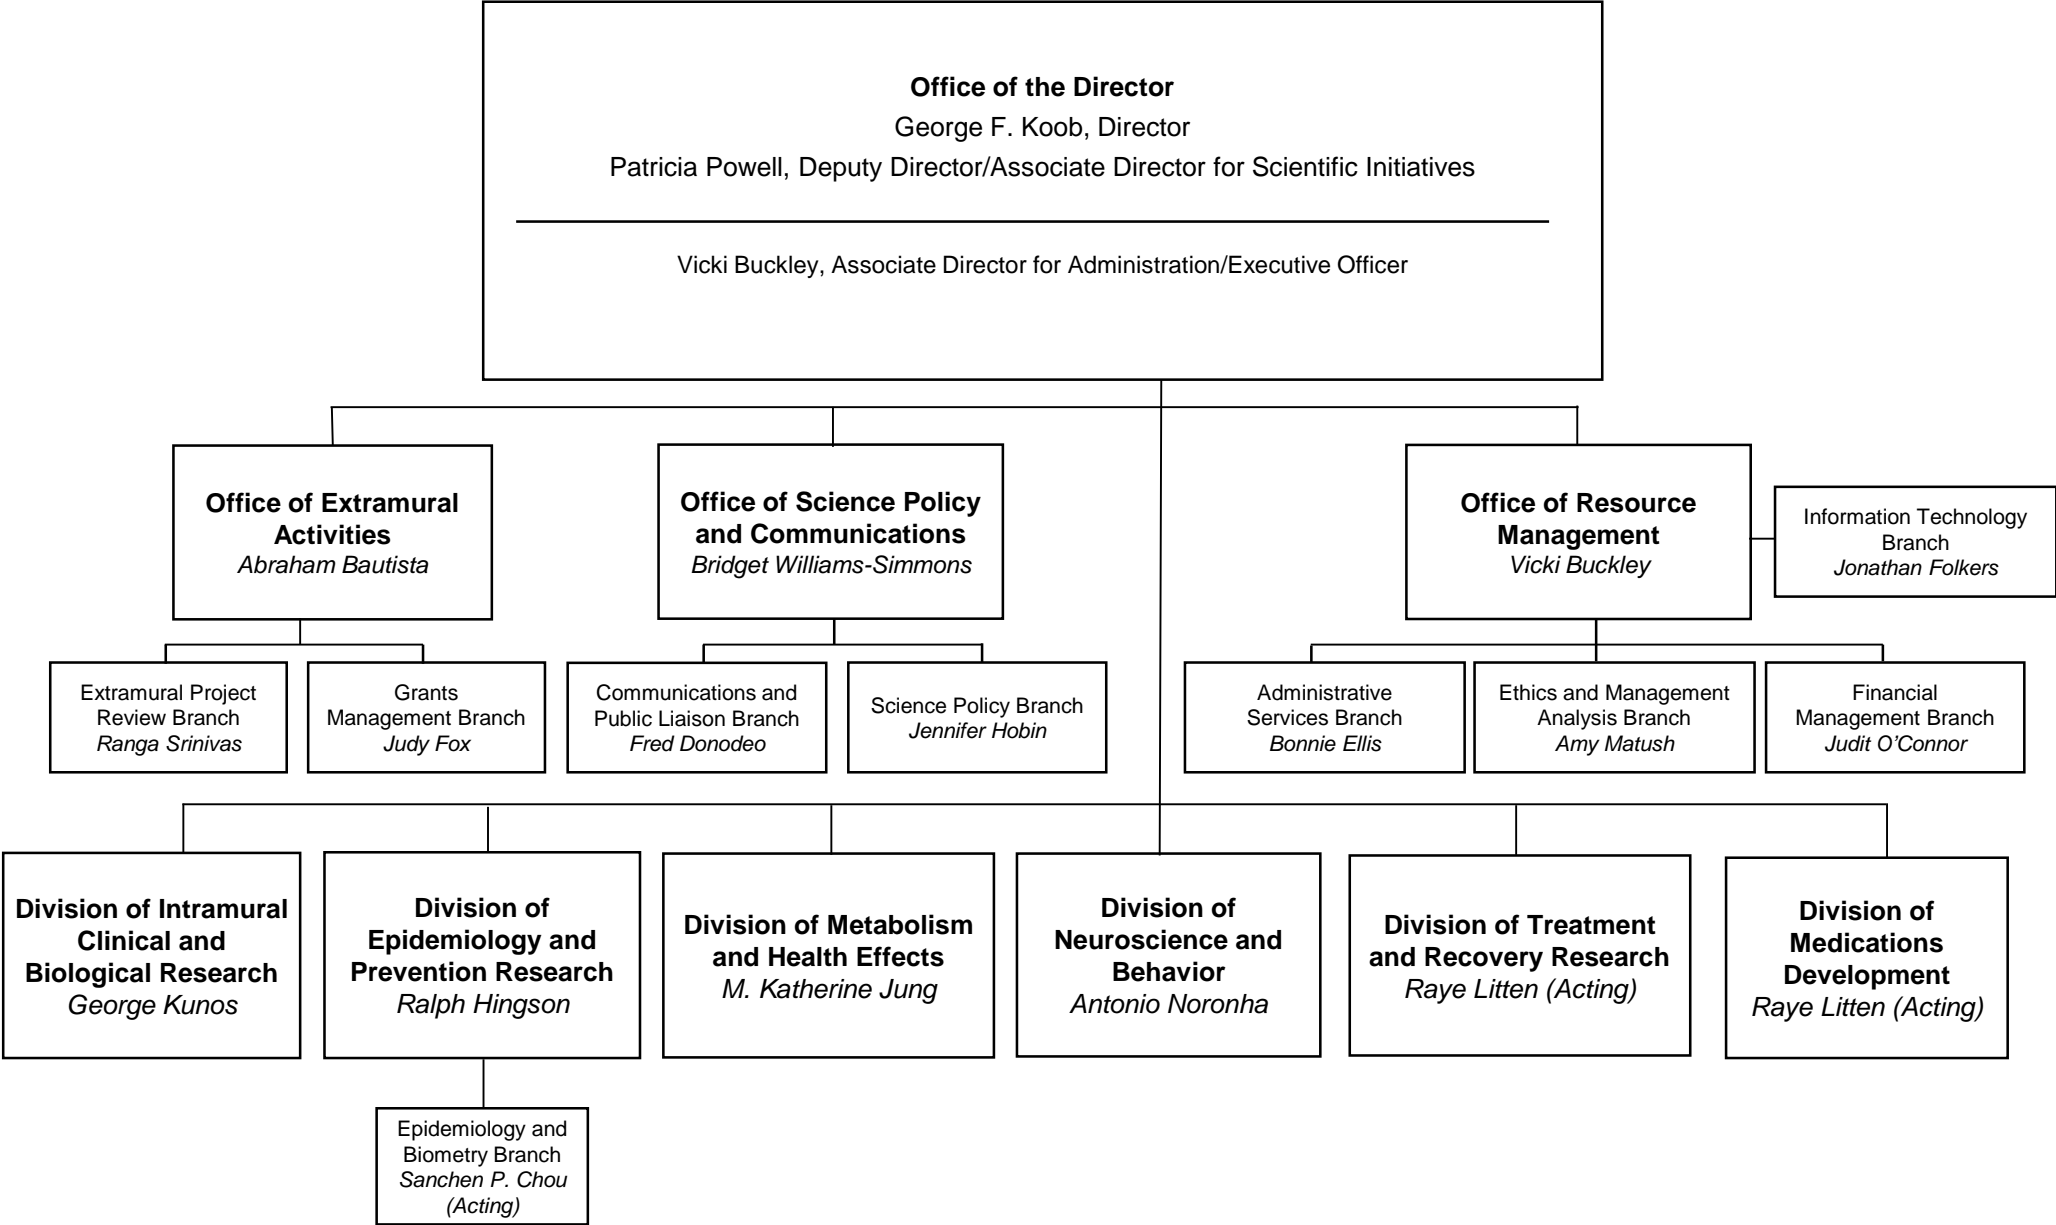 Office of the Director
George F. Koob, Director
Patricia Powell, Deputy Director/Associate Director for Scientific Initiatives
Vicki Buckley, Associate Director for Administration/Executive Officer
Office of Extramural
Activities
Abraham Bautista
Office of Science Policy
and Communications
Bridget Williams-Simmons
Office of Resource
Management
Vicki Buckley
Information Technology
Branch
Jonathan Folkers
Extramural Project
Review Branch
Ranga Srinivas
Grants
Management Branch
Judy Fox
Communications and
Public Liaison Branch
Fred Donodeo
Science Policy Branch
Jennifer Hobin
Administrative
Services Branch
Bonnie Ellis
Ethics and Management
Analysis Branch
Amy Matush
Financial
Management Branch
Judit O'Connor
Division of Intramural
Clinical and
Biological Research
George Kunos
Division of
Epidemiology and
Prevention Research
Ralph Hingson
Division of Metabolism
and Health Effects
M. Katherine Jung
Division of
Neuroscience and
Behavior
Antonio Noronha
Division of Treatment
and Recovery Research
Raye Litten (Acting)
Division of
Medications
Development
Raye Litten (Acting)
Epidemiology and
Biometry Branch
Sanchen P. Chou
(Acting)